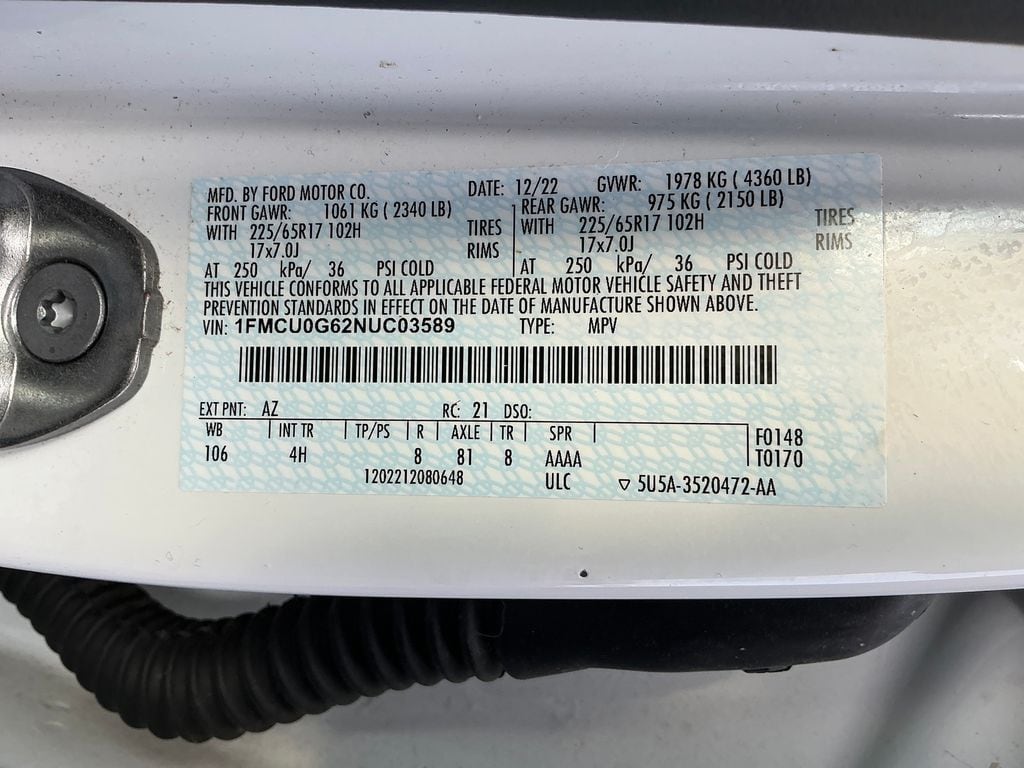 MFD. BY FORD MOTOR CO. DATE: 12/22 GVWR: 1978 KG ( 4360 LB)
FRONT GAWR: 1061 KG ( 2340 LB) REAR GAWR: 975 KG ( 2150 LB)
WITH 225/65R17 102H TIRES WITH 225/65R17 102H TIRES
17x7.0J RIMS 17x7.0J RIMS
AT 250 kPa/ 36 PSI COLD AT 250 kPa/ 36 PSI COLD
THIS VEHICLE CONFORMS TO ALL APPLICABLE FEDERAL MOTOR VEHICLE SAFETY AND THEFT
PREVENTION STANDARDS IN EFFECT ON THE DATE OF MANUFACTURE SHOWN ABOVE.
VIN: 1FMCU0G62NUC03589 TYPE: MPV
EXT PNT: AZ RC: 21 DSO:
WB INT TR TP/PS R AXLE TR SPR F0148
106 4H 8 81 8 AAAA T0170
1202212080648 ULC ▽ 5U5A-3520472-AA